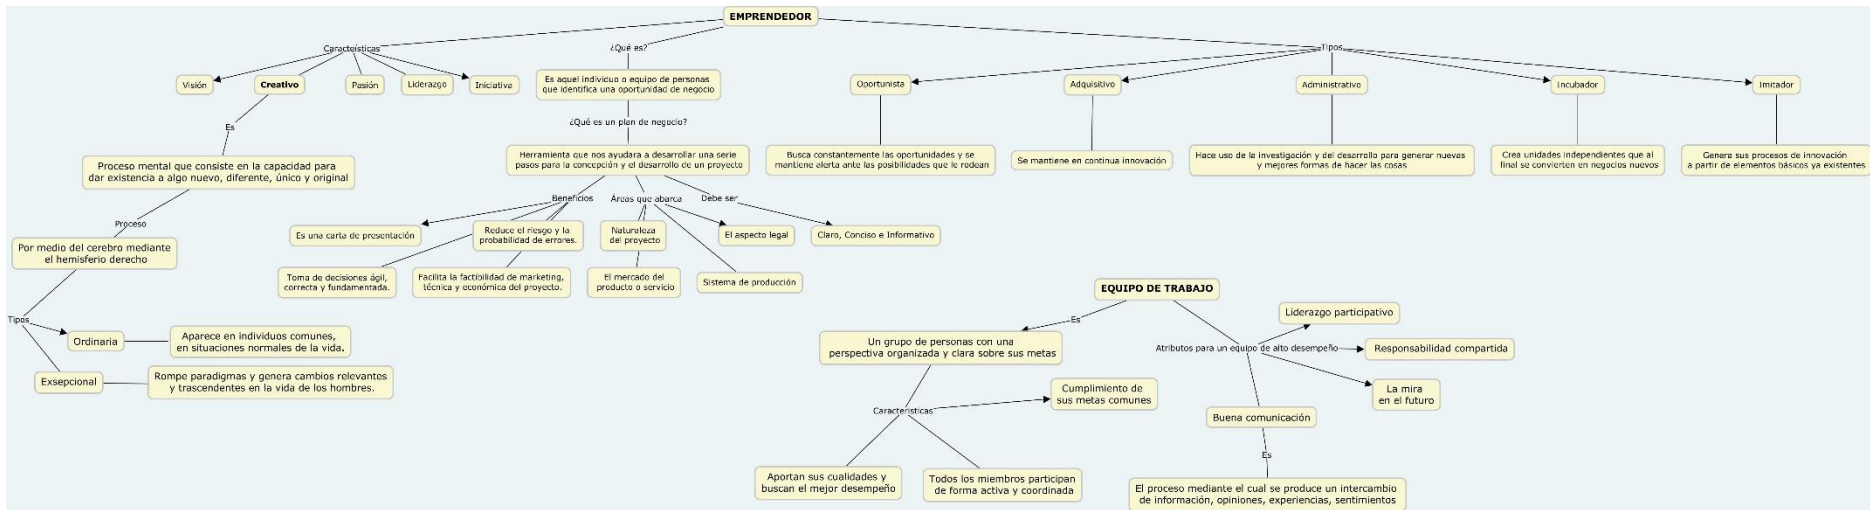 EMPRENDEDOR
Características
¿Qué es?
Tipos
Visión
Creativo
Pasión
Liderazgo
Iniciativa
Es aquel individuo o equipo de personas
que identifica una oportunidad de negocio
Oportunista
Adquisitivo
Administrativo
Incubador
Imitador
Es
¿Qué es un plan de negocio?
Proceso mental que consiste en la capacidad para
dar existencia a algo nuevo, diferente, único y original
Herramienta que nos ayudara a desarrollar una serie
pasos para la concepción y el desarrollo de un proyecto
Busca constantemente las oportunidades y se
mantiene alerta ante las posibilidades que le rodean
Se mantiene en continua innovación
Hace uso de la investigación y del desarrollo para generar nuevas
y mejores formas de hacer las cosas
Crea unidades independientes que al
final se convierten en negocios nuevos
Genera sus procesos de innovación
a partir de elementos básicos ya existentes
Proceso
Beneficios
Áreas que abarca
Debe ser
Por medio del cerebro mediante
el hemisferio derecho
Es una carta de presentación
Reduce el riesgo y la
probabilidad de errores.
Naturaleza
del proyecto
El aspecto legal
Claro, Conciso e Informativo
Toma de decisiones ágil,
correcta y fundamentada.
Facilita la factibilidad de marketing,
técnica y económica del proyecto.
El mercado del
producto o servicio
Sistema de producción
Tipos
Ordinaria
Aparece en individuos comunes,
en situaciones normales de la vida.
Exsepcional
Rompe paradigmas y genera cambios relevantes
y trascendentes en la vida de los hombres.
EQUIPO DE TRABAJO
Es
Un grupo de personas con una
perspectiva organizada y clara sobre sus metas
Atributos para un equipo de alto desempeño
Liderazgo participativo
Responsabilidad compartida
La mira
en el futuro
Características
Cumplimiento de
sus metas comunes
Buena comunicación
Es
Aportan sus cualidades y
buscan el mejor desempeño
Todos los miembros participan
de forma activa y coordinada
El proceso mediante el cual se produce un intercambio
de información, opiniones, experiencias, sentimientos